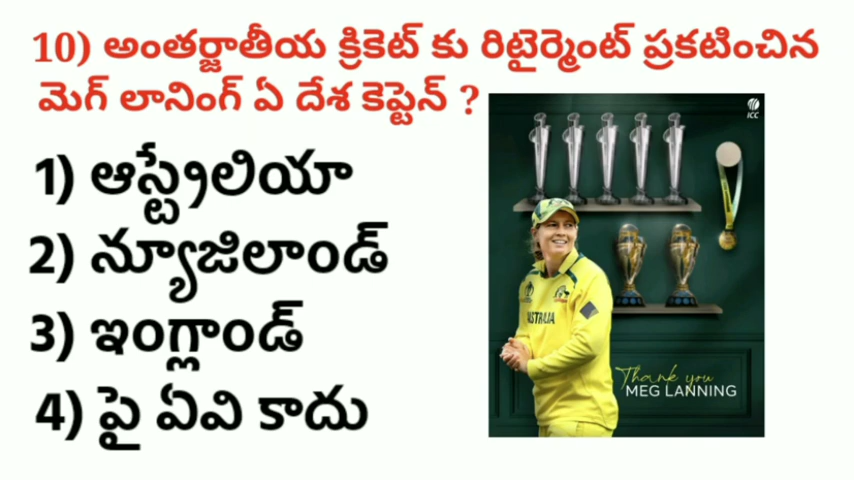 10) అంతర్జాతీయ క్రికెట్ కు రిటైర్మెంట్ ప్రకటించిన
మెగ్ లానింగ్ ఏ దేశ కెప్టెన్ ?
1) ఆస్ట్రేలియా
2) న్యూజిలాండ్
3) ఇంగ్లాండ్
4) పై ఏవి కాదు
ICC
AUSTRALIA
Thank you
MEG LANNING